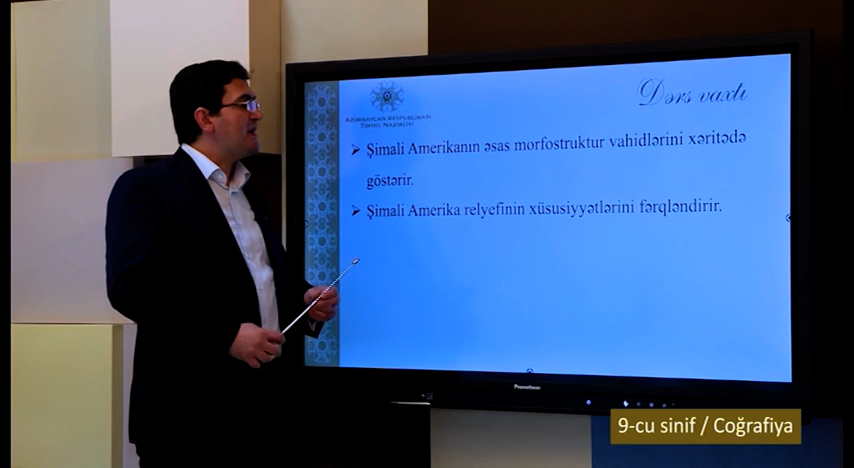 Dərs vaxtı
AZƏRBAYCAN RESPUBLİKASI
TƏHSİL NAZİRLİYİ
➢ Şimali Amerikanın əsas morfostruktur vahidlərini xəritədə
göstərir.
➢ Şimali Amerika relyefinin xüsusiyyətlərini fərqləndirir.
Promethean
9-cu sinif / Coğrafiya